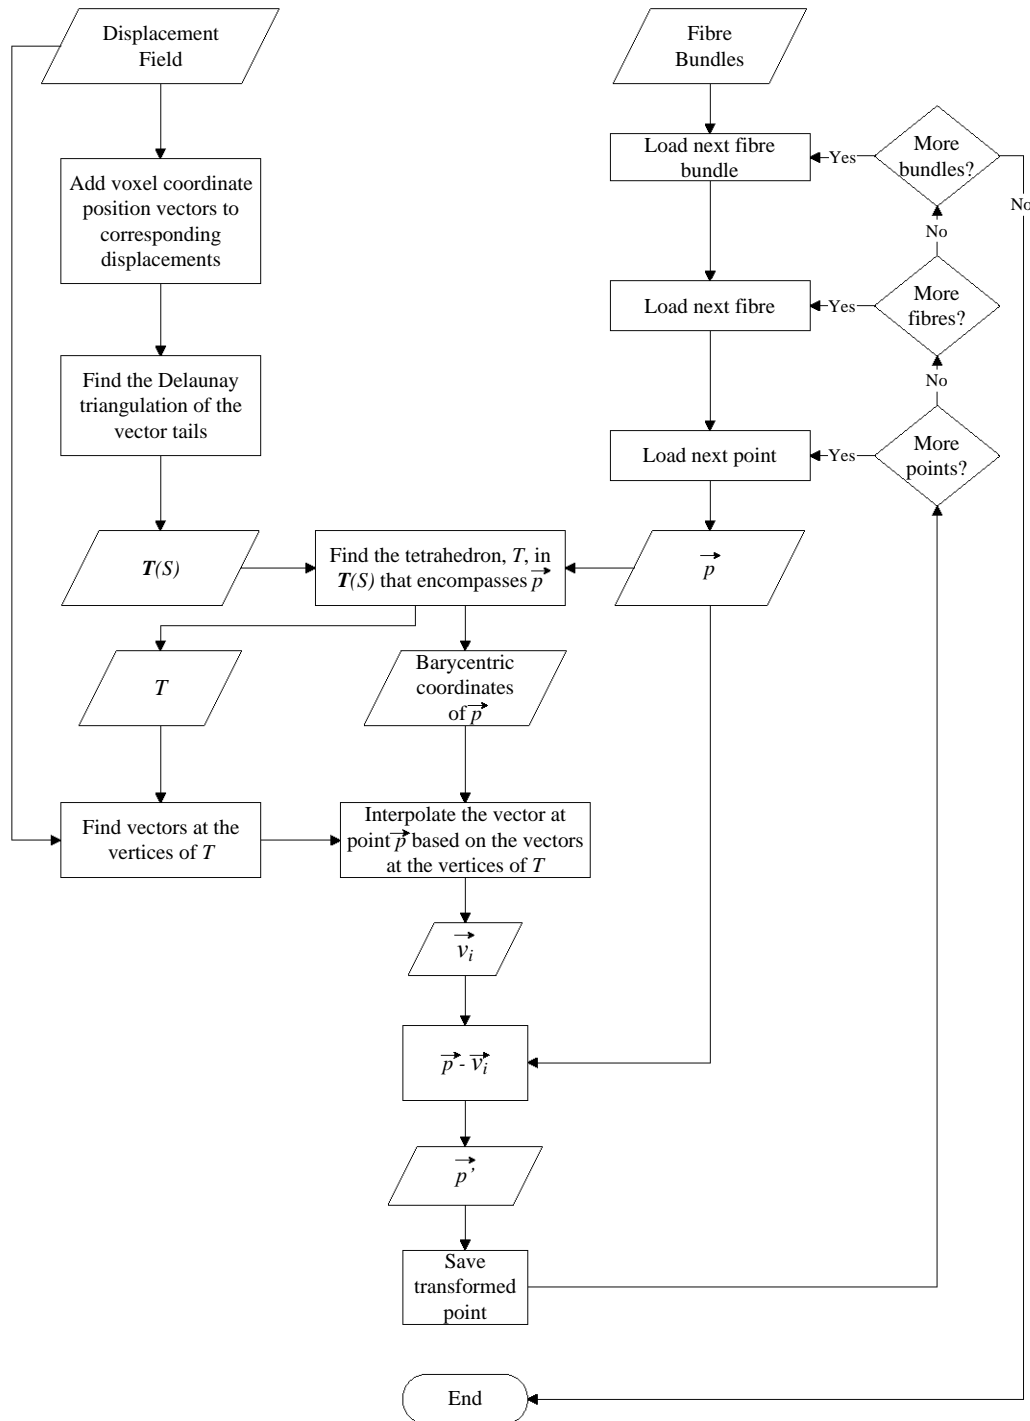 Displacement
Field
Fibre
Bundles
Add voxel coordinate
position vectors to
corresponding
displacements
Load next fibre
bundle
Yes
More
bundles?
No
No
Find the Delaunay
triangulation of the
vector tails
Load next fibre
Yes
More
fibres?
No
Load next point
Yes
More
points?
T(S)
Find the tetrahedron, T, in
T(S) that encompasses p⃗
p⃗
T
Barycentric
coordinates
of p⃗
Find vectors at the
vertices of T
Interpolate the vector at
point p⃗ based on the vectors
at the vertices of T
v⃗ᵢ
p⃗ - v⃗ᵢ
p⃗’
Save
transformed
point
End